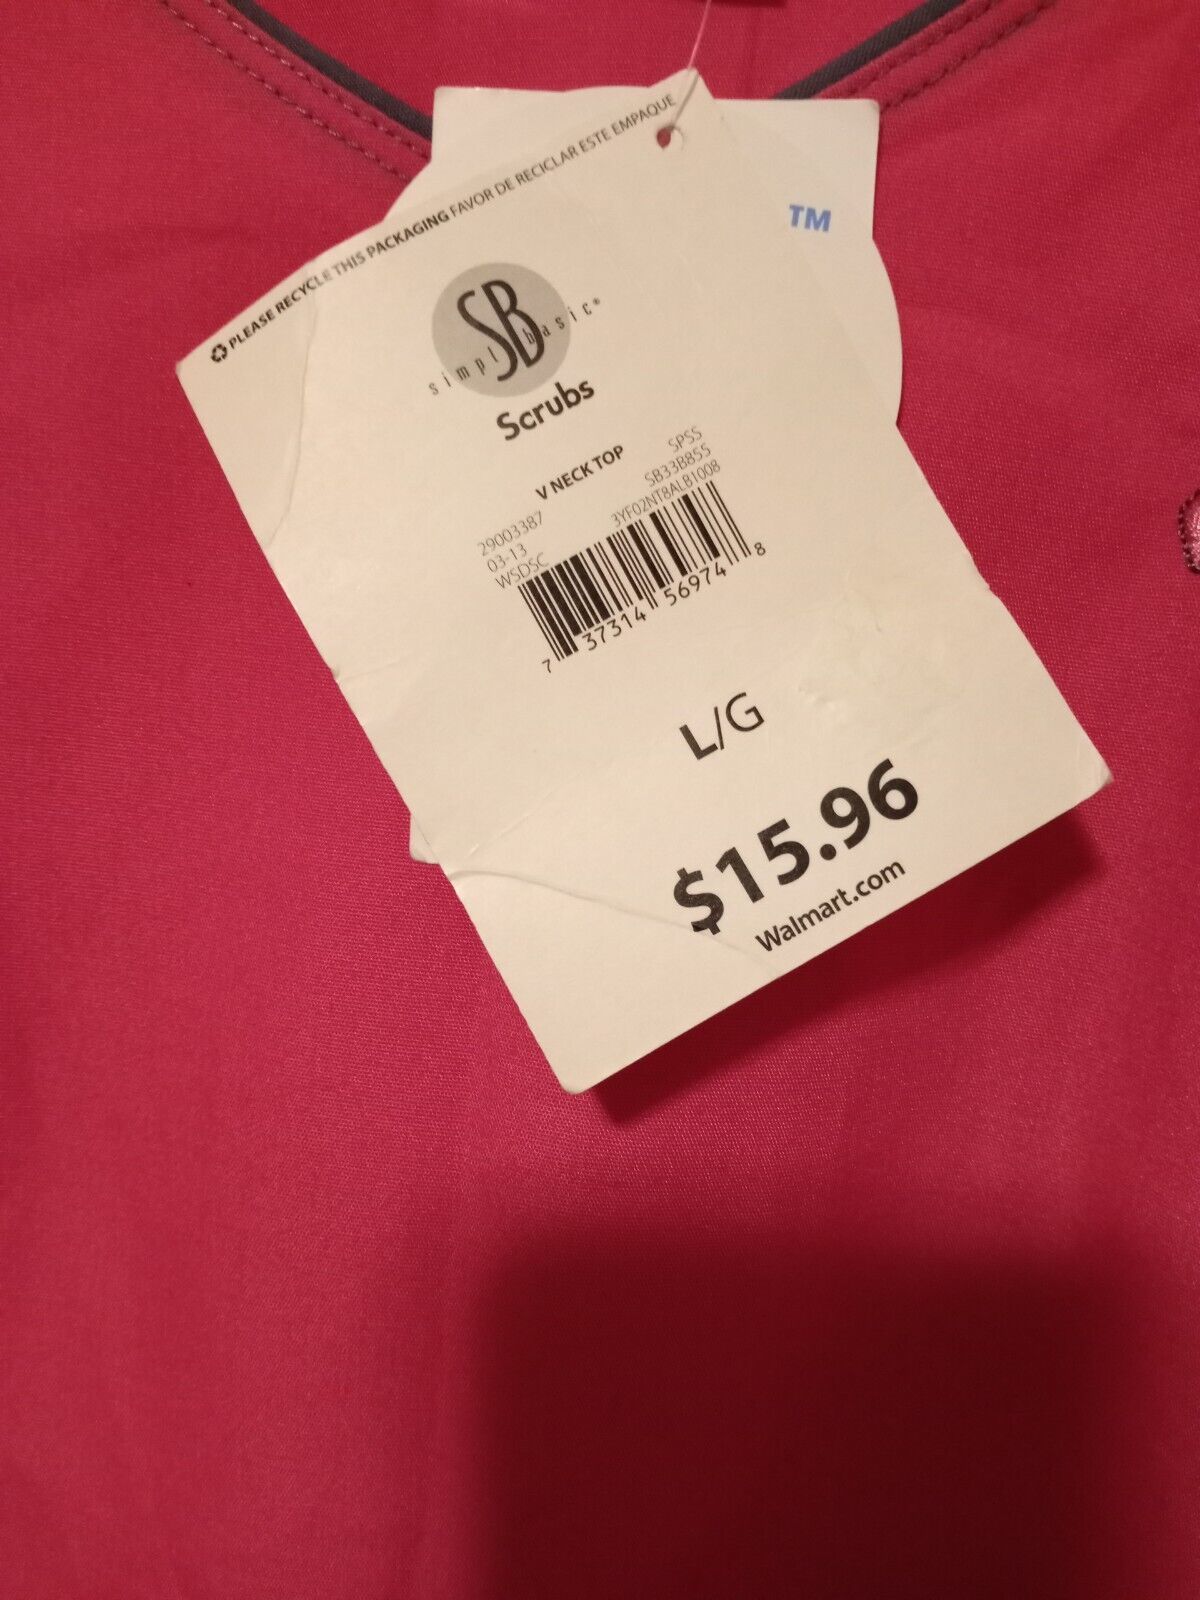 PLEASE RECYCLE THIS PACKAGING FAVOR DE RECICLAR ESTE EMPAQUE
TM
SB
simply basic®
Scrubs
V NECK TOP
29003387 SPSS
03-13 SB33B855
WSDSC 3YF02NT8ALB1008
7 37314 56974 8
L/G
$15.96
Walmart.com